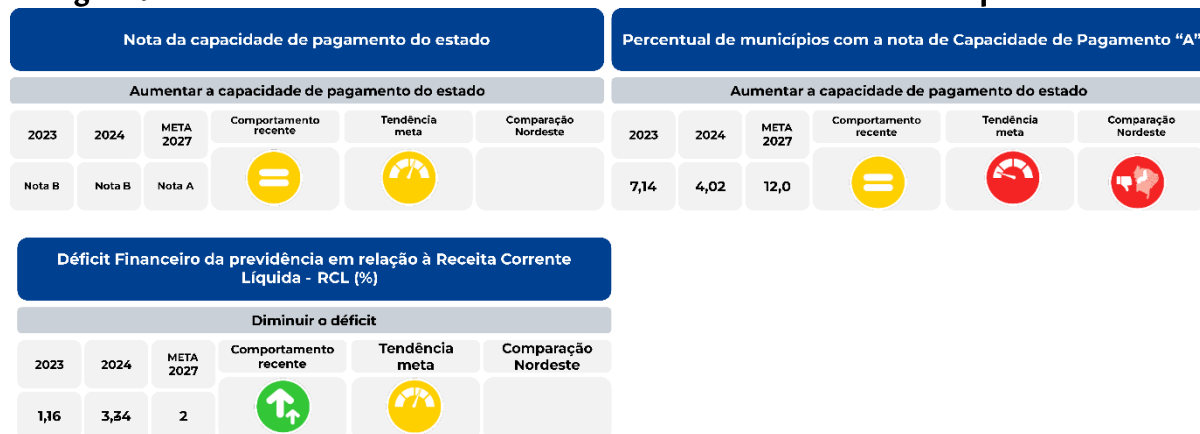 Nota da capacidade de pagamento do estado
Aumentar a capacidade de pagamento do estado
2023
2024
META
2027
Comportamento
recente
Tendência
meta
Comparação
Nordeste
Nota B
Nota B
Nota A
Percentual de municípios com a nota de Capacidade de Pagamento “A”
Aumentar a capacidade de pagamento do estado
2023
2024
META
2027
Comportamento
recente
Tendência
meta
Comparação
Nordeste
7,14
4,02
12,0
Déficit Financeiro da previdência em relação à Receita Corrente
Líquida - RCL (%)
Diminuir o déficit
2023
2024
META
2027
Comportamento
recente
Tendência
meta
Comparação
Nordeste
1,16
3,34
2